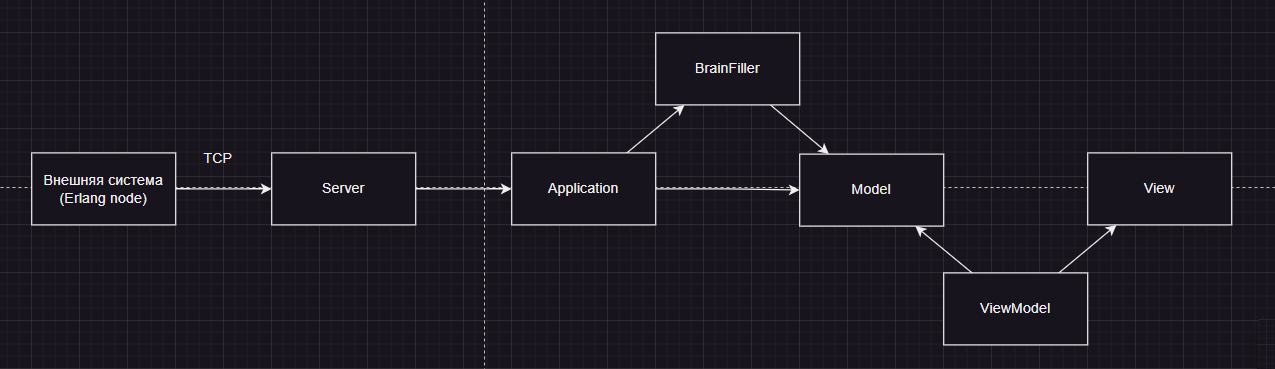 BrainFiller
TCP
Внешняя система
(Erlang node)
Server
Application
Model
View
ViewModel